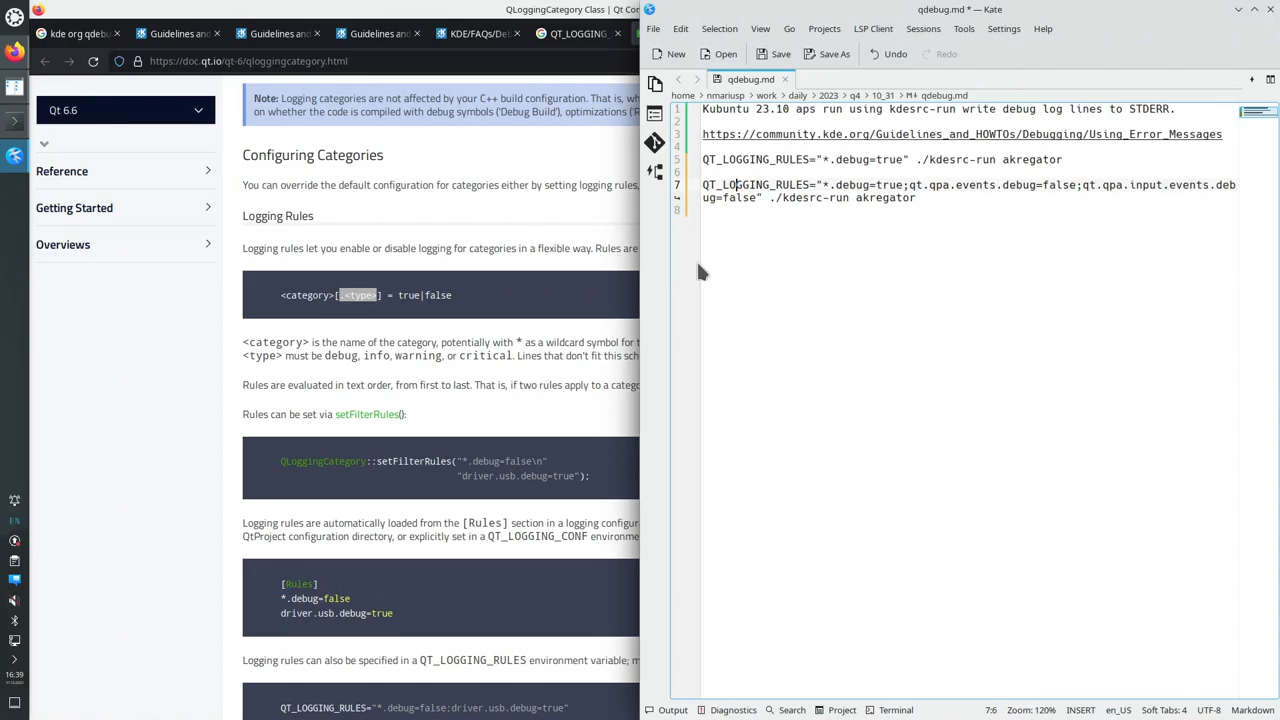 QLoggingCategory Class | Qt Cor
kde org qdebu
Guidelines and
Guidelines and
Guidelines and
KDE/FAQs/De
QT_LOGGING_
https://doc.qt.io/qt-6/qloggingcategory.html
Qt 6.6
Reference
Getting Started
Overviews
Note: Logging categories are not affected by your C++ build configuration. That is, wh
on whether the code is compiled with debug symbols ('Debug Build'), optimizations ('R
Configuring Categories
You can override the default configuration for categories either by setting logging rules,
Logging Rules
Logging rules let you enable or disable logging for categories in a flexible way. Rules are
<category>[.<type>] = true|false
<category> is the name of the category, potentially with * as a wildcard symbol for t
<type> must be debug, info, warning, or critical. Lines that don't fit this sch
Rules are evaluated in text order, from first to last. That is, if two rules apply to a catego
Rules can be set via setFilterRules():
QLoggingCategory::setFilterRules("*.debug=false\n"
"driver.usb.debug=true");
Logging rules are automatically loaded from the [Rules] section in a logging configura
QtProject configuration directory, or explicitly set in a QT_LOGGING_CONF environme
[Rules]
*.debug=false
driver.usb.debug=true
Logging rules can also be specified in a QT_LOGGING_RULES environment variable; m
QT_LOGGING_RULES="*.debug=false;driver.usb.debug=true"
EN
16:39
qdebug.md * — Kate
File Edit Selection View Go Projects LSP Client Sessions Tools Settings Help
New Open Save Save As Undo Redo
qdebug.md
home nmariusp work daily 2023 q4 10_31 qdebug.md
1 Kubuntu 23.10 aps run using kdesrc-run write debug log lines to STDERR.
2
3 https://community.kde.org/Guidelines_and_HOWTOs/Debugging/Using_Error_Messages
4
5 QT_LOGGING_RULES="*.debug=true" ./kdesrc-run akregator
6
7 QT_LOGGING_RULES="*.debug=true;qt.qpa.events.debug=false;qt.qpa.input.events.deb
ug=false" ./kdesrc-run akregator
8
Output Diagnostics Search Project Terminal 7:6 Zoom: 120% INSERT en_US Soft Tabs: 4 UTF-8 Markdown